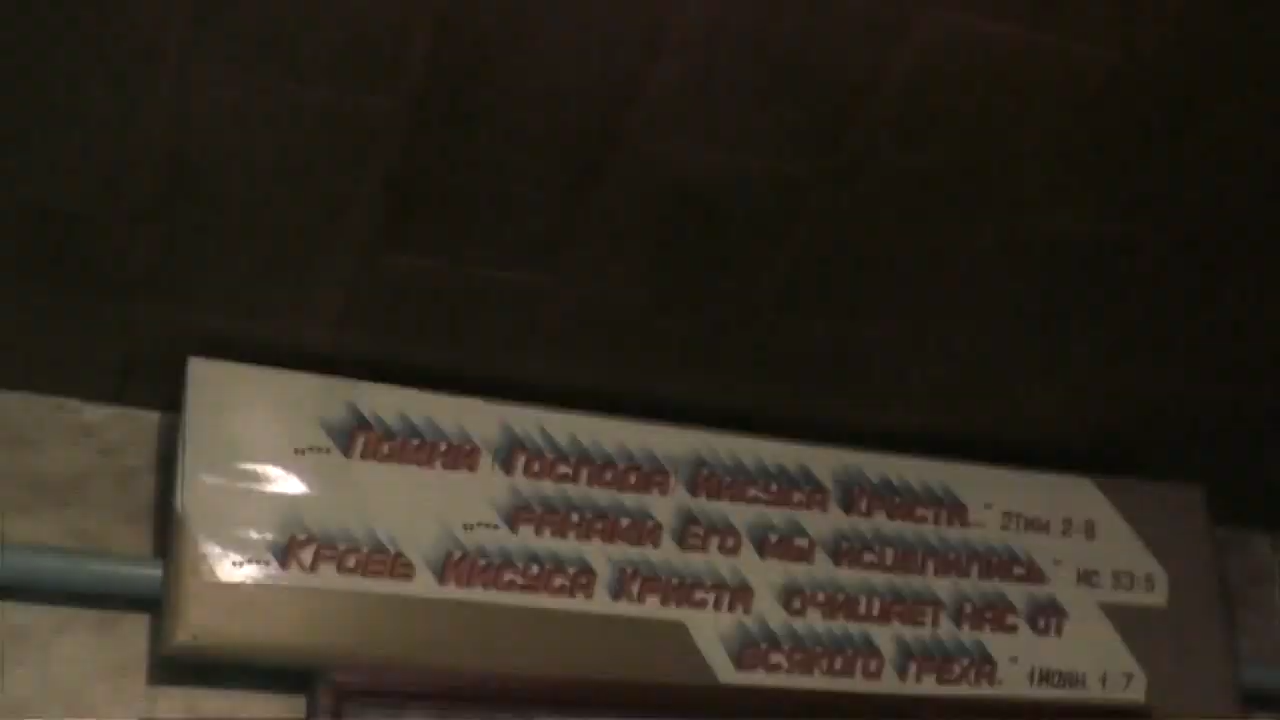 "... Помни Господа Иисуса Христа..." 2Тим. 2-8
"... ранами Его мы исцелились." Ис. 53:5
"... Кровь Иисуса Христа очищает нас от
всякого греха." 1Иоан. 1-7